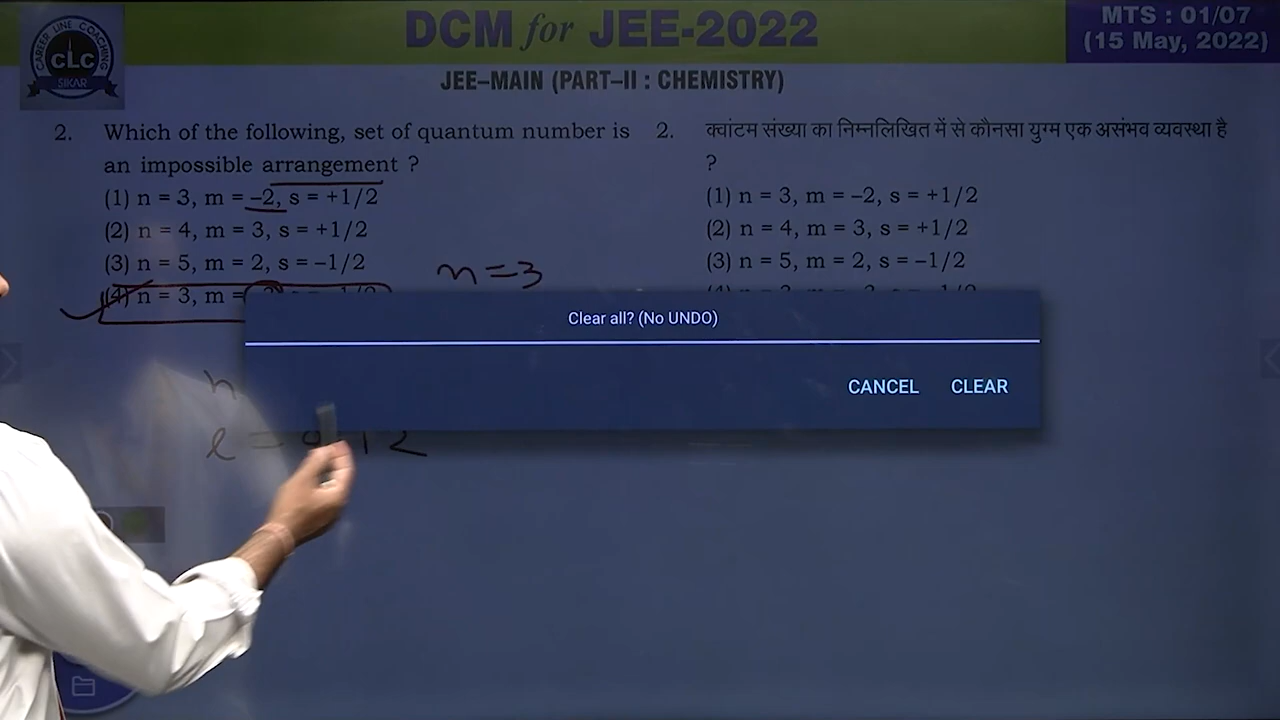 CAREER LINE COACHING
CLC
SIKAR
DCM for JEE-2022
MTS : 01/07
(15 May, 2022)
JEE–MAIN (PART–II : CHEMISTRY)
2. Which of the following, set of quantum number is
an impossible arrangement ?
(1) n = 3, m = –2, s = +1/2
(2) n = 4, m = 3, s = +1/2
(3) n = 5, m = 2, s = –1/2
(4) n = 3, m =
n = 3
2. क्वांटम संख्या का निम्नलिखित में से कौनसा युग्म एक असंभव व्यवस्था है
?
(1) n = 3, m = –2, s = +1/2
(2) n = 4, m = 3, s = +1/2
(3) n = 5, m = 2, s = –1/2
Clear all? (No UNDO)
CANCEL CLEAR
n
l =